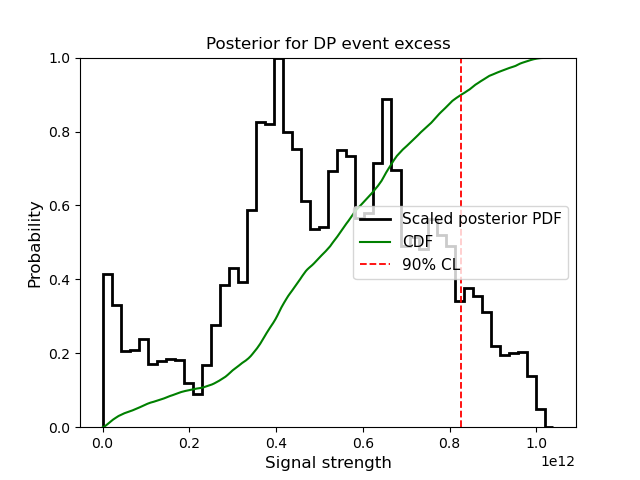 Posterior for DP event excess
1.0
0.8
0.6
0.4
0.2
0.0
Probability
Scaled posterior PDF
CDF
90% CL
0.0 0.2 0.4 0.6 0.8 1.0
1e12
Signal strength